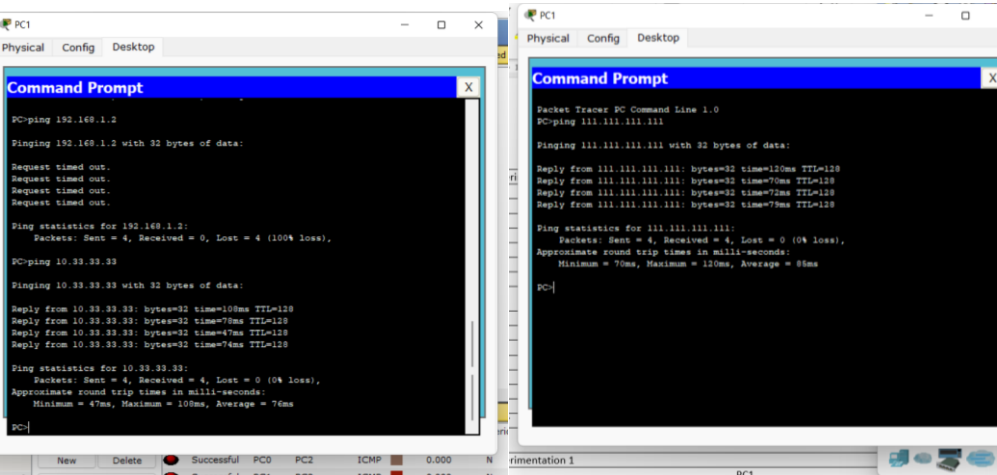 PC1
Physical Config Desktop
Command Prompt
X
PC>ping 192.168.1.2
Pinging 192.168.1.2 with 32 bytes of data:
Request timed out.
Request timed out.
Request timed out.
Request timed out.
Ping statistics for 192.168.1.2:
Packets: Sent = 4, Received = 0, Lost = 4 (100% loss),
PC>ping 10.33.33.33
Pinging 10.33.33.33 with 32 bytes of data:
Reply from 10.33.33.33: bytes=32 time=108ms TTL=128
Reply from 10.33.33.33: bytes=32 time=78ms TTL=128
Reply from 10.33.33.33: bytes=32 time=47ms TTL=128
Reply from 10.33.33.33: bytes=32 time=74ms TTL=128
Ping statistics for 10.33.33.33:
Packets: Sent = 4, Received = 4, Lost = 0 (0% loss),
Approximate round trip times in milli-seconds:
Minimum = 47ms, Maximum = 108ms, Average = 76ms
PC>
New Delete Successful PC0 PC2 ICMP 0.000 N
PC1
Physical Config Desktop
Command Prompt
X
Packet Tracer PC Command Line 1.0
PC>ping 111.111.111.111
Pinging 111.111.111.111 with 32 bytes of data:
Reply from 111.111.111.111: bytes=32 time=120ms TTL=128
Reply from 111.111.111.111: bytes=32 time=70ms TTL=128
Reply from 111.111.111.111: bytes=32 time=72ms TTL=128
Reply from 111.111.111.111: bytes=32 time=79ms TTL=128
Ping statistics for 111.111.111.111:
Packets: Sent = 4, Received = 4, Lost = 0 (0% loss),
Approximate round trip times in milli-seconds:
Minimum = 70ms, Maximum = 120ms, Average = 85ms
PC>
rimentation 1
PC1